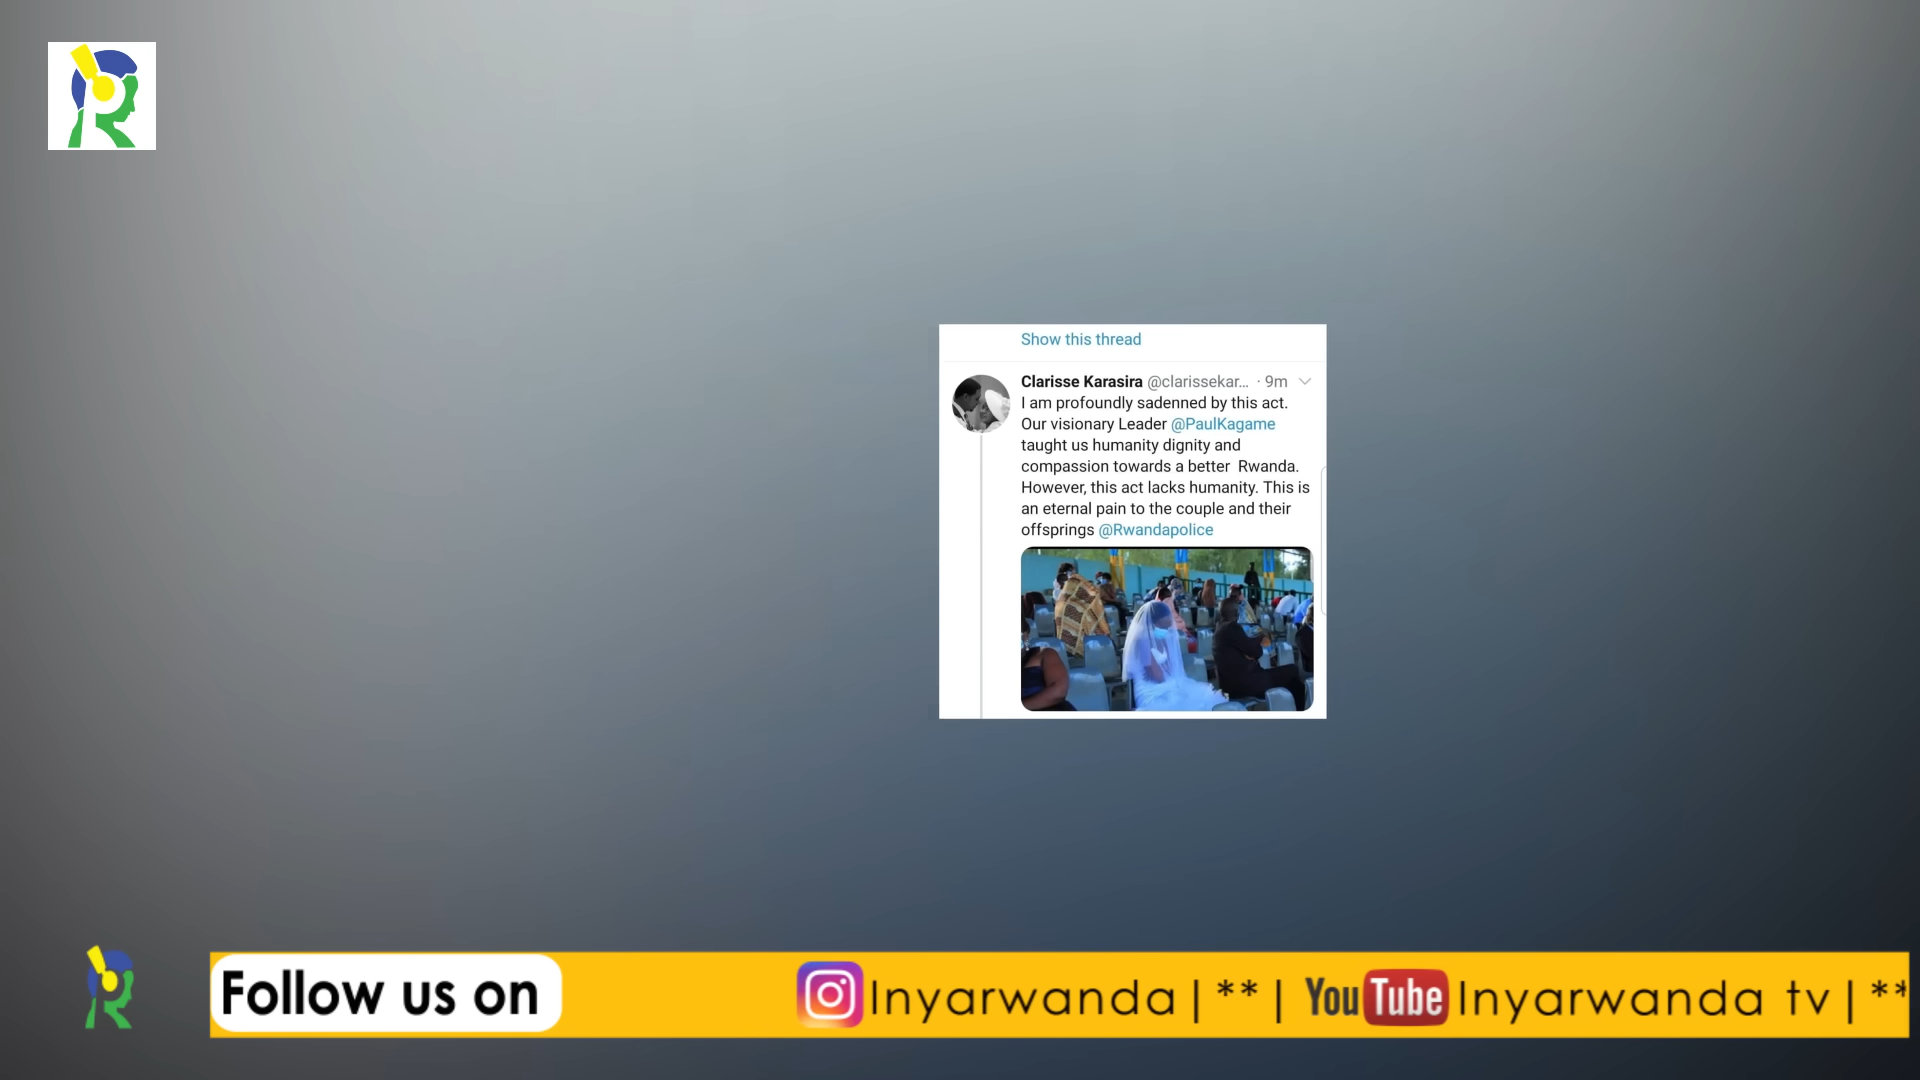 Show this thread
Clarisse Karasira @clarissekar... · 9m
I am profoundly sadenned by this act.
Our visionary Leader @PaulKagame
taught us humanity dignity and
compassion towards a better Rwanda.
However, this act lacks humanity. This is
an eternal pain to the couple and their
offsprings @Rwandapolice
Follow us on Inyarwanda | ** | YouTube Inyarwanda tv | **